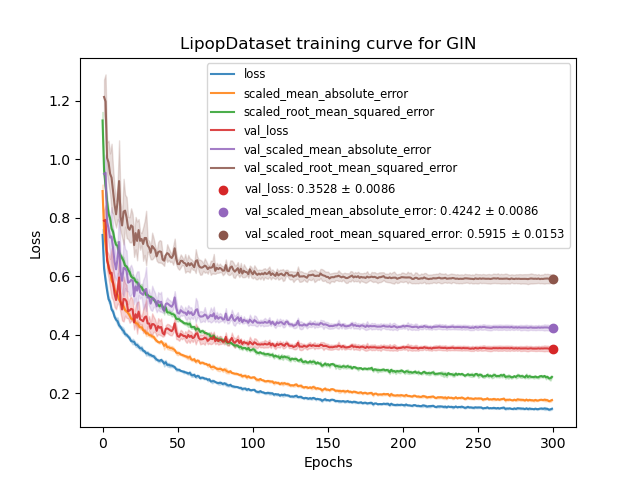 LipopDataset training curve for GIN
loss
scaled_mean_absolute_error
scaled_root_mean_squared_error
val_loss
val_scaled_mean_absolute_error
val_scaled_root_mean_squared_error
val_loss: 0.3528 ± 0.0086
val_scaled_mean_absolute_error: 0.4242 ± 0.0086
val_scaled_root_mean_squared_error: 0.5915 ± 0.0153
Loss
1.2
1.0
0.8
0.6
0.4
0.2
0 50 100 150 200 250 300
Epochs